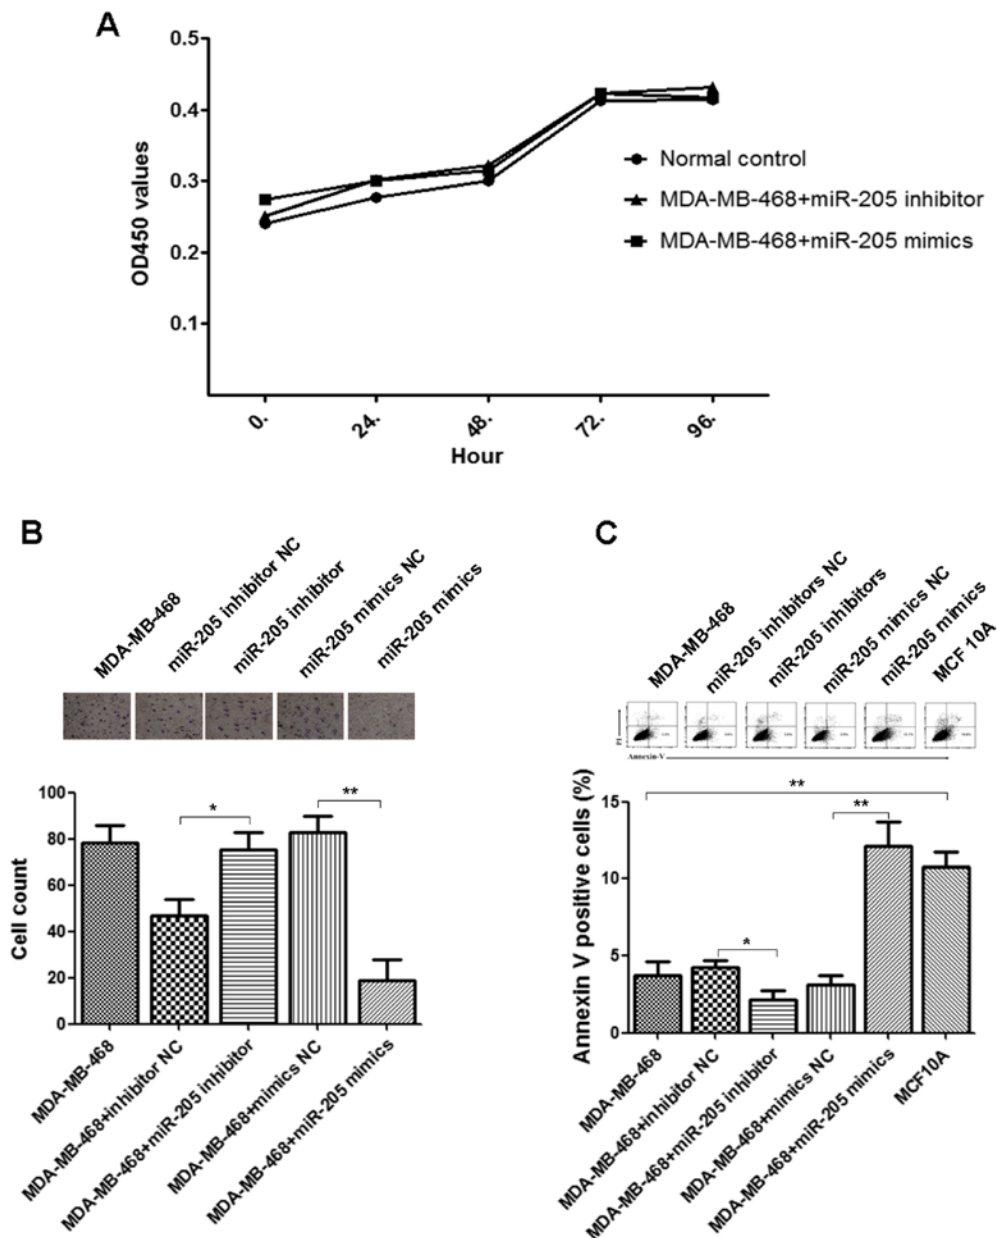 A
0.5
0.4
0.3
0.2
0.1
OD450 values
0.
24.
48.
72.
96.
Hour
Normal control
MDA-MB-468+miR-205 inhibitor
MDA-MB-468+miR-205 mimics
B
MDA-MB-468
miR-205 inhibitor NC
miR-205 inhibitor
miR-205 mimics NC
miR-205 mimics
100
80
60
40
20
0
Cell count
*
**
MDA-MB-468
MDA-MB-468+inhibitor NC
MDA-MB-468+miR-205 inhibitor
MDA-MB-468+mimics NC
MDA-MB-468+miR-205 mimics
C
MDA-MB-468
miR-205 inhibitors NC
miR-205 inhibitors
miR-205 mimics NC
miR-205 mimics
MCF 10A
PI
Annexin-V
15
10
5
0
Annexin V positive cells (%)
**
**
*
MDA-MB-468
MDA-MB-468+inhibitor NC
MDA-MB-468+miR-205 inhibitor
MDA-MB-468+mimics NC
MDA-MB-468+miR-205 mimics
MCF10A